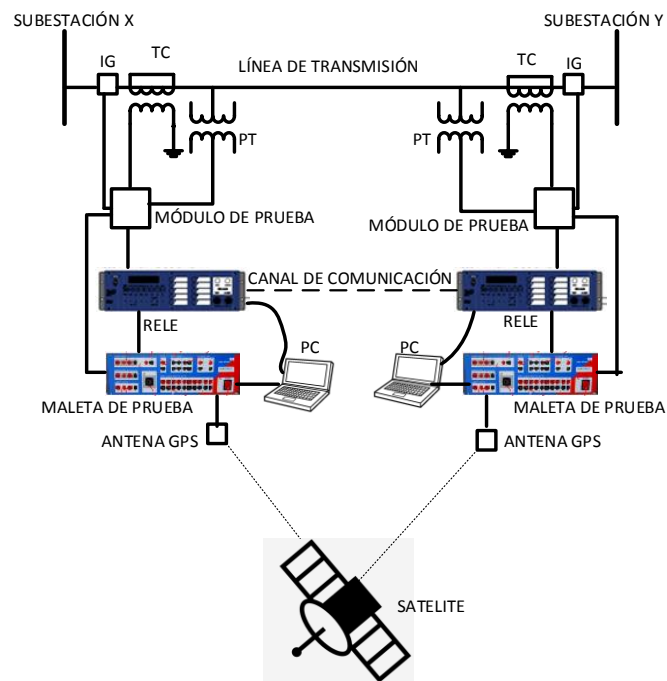 SUBESTACIÓN X
SUBESTACIÓN Y
IG
TC
LÍNEA DE TRANSMISIÓN
TC
IG
PT
PT
MÓDULO DE PRUEBA
MÓDULO DE PRUEBA
CANAL DE COMUNICACIÓN
RELE
RELE
PC
PC
MALETA DE PRUEBA
MALETA DE PRUEBA
ANTENA GPS
ANTENA GPS
SATELITE